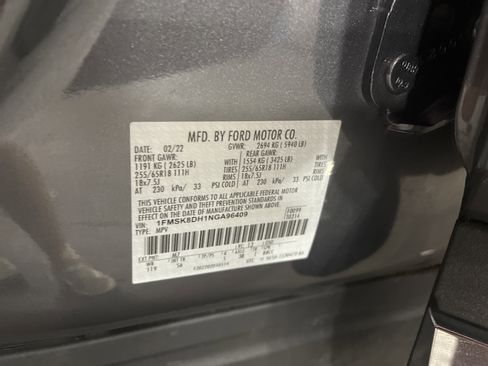 MFD. BY FORD MOTOR CO.
DATE: 02/22 GVWR: 2694 KG ( 5940 LB)
FRONT GAWR: REAR GAWR:
1191 KG ( 2625 LB) 1554 KG ( 3425 LB)
255/65R18 111H TIRES 255/65R18 111H TIRES
18x7.5J RIMS 18x7.5J RIMS
AT 230 kPa/ 33 PSI COLD AT 230 kPa/ 33 PSI COLD
THIS VEHICLE CONFORMS TO ALL APPLICABLE FEDERAL MOTOR
VEHICLE SAFETY AND THEFT PREVENTION STANDARDS IN
EFFECT ON THE DATE OF MANUFACTURE SHOWN ABOVE.
VIN: 1FMSK8DH1NGA96409
TYPE: MPV
EXT PNT: M7